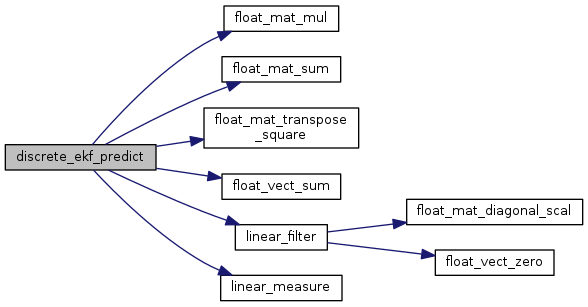 float_mat_mul
float_mat_sum
float_mat_transpose
_square
discrete_ekf_predict
float_vect_sum
float_mat_diagonal_scal
linear_filter
float_vect_zero
linear_measure